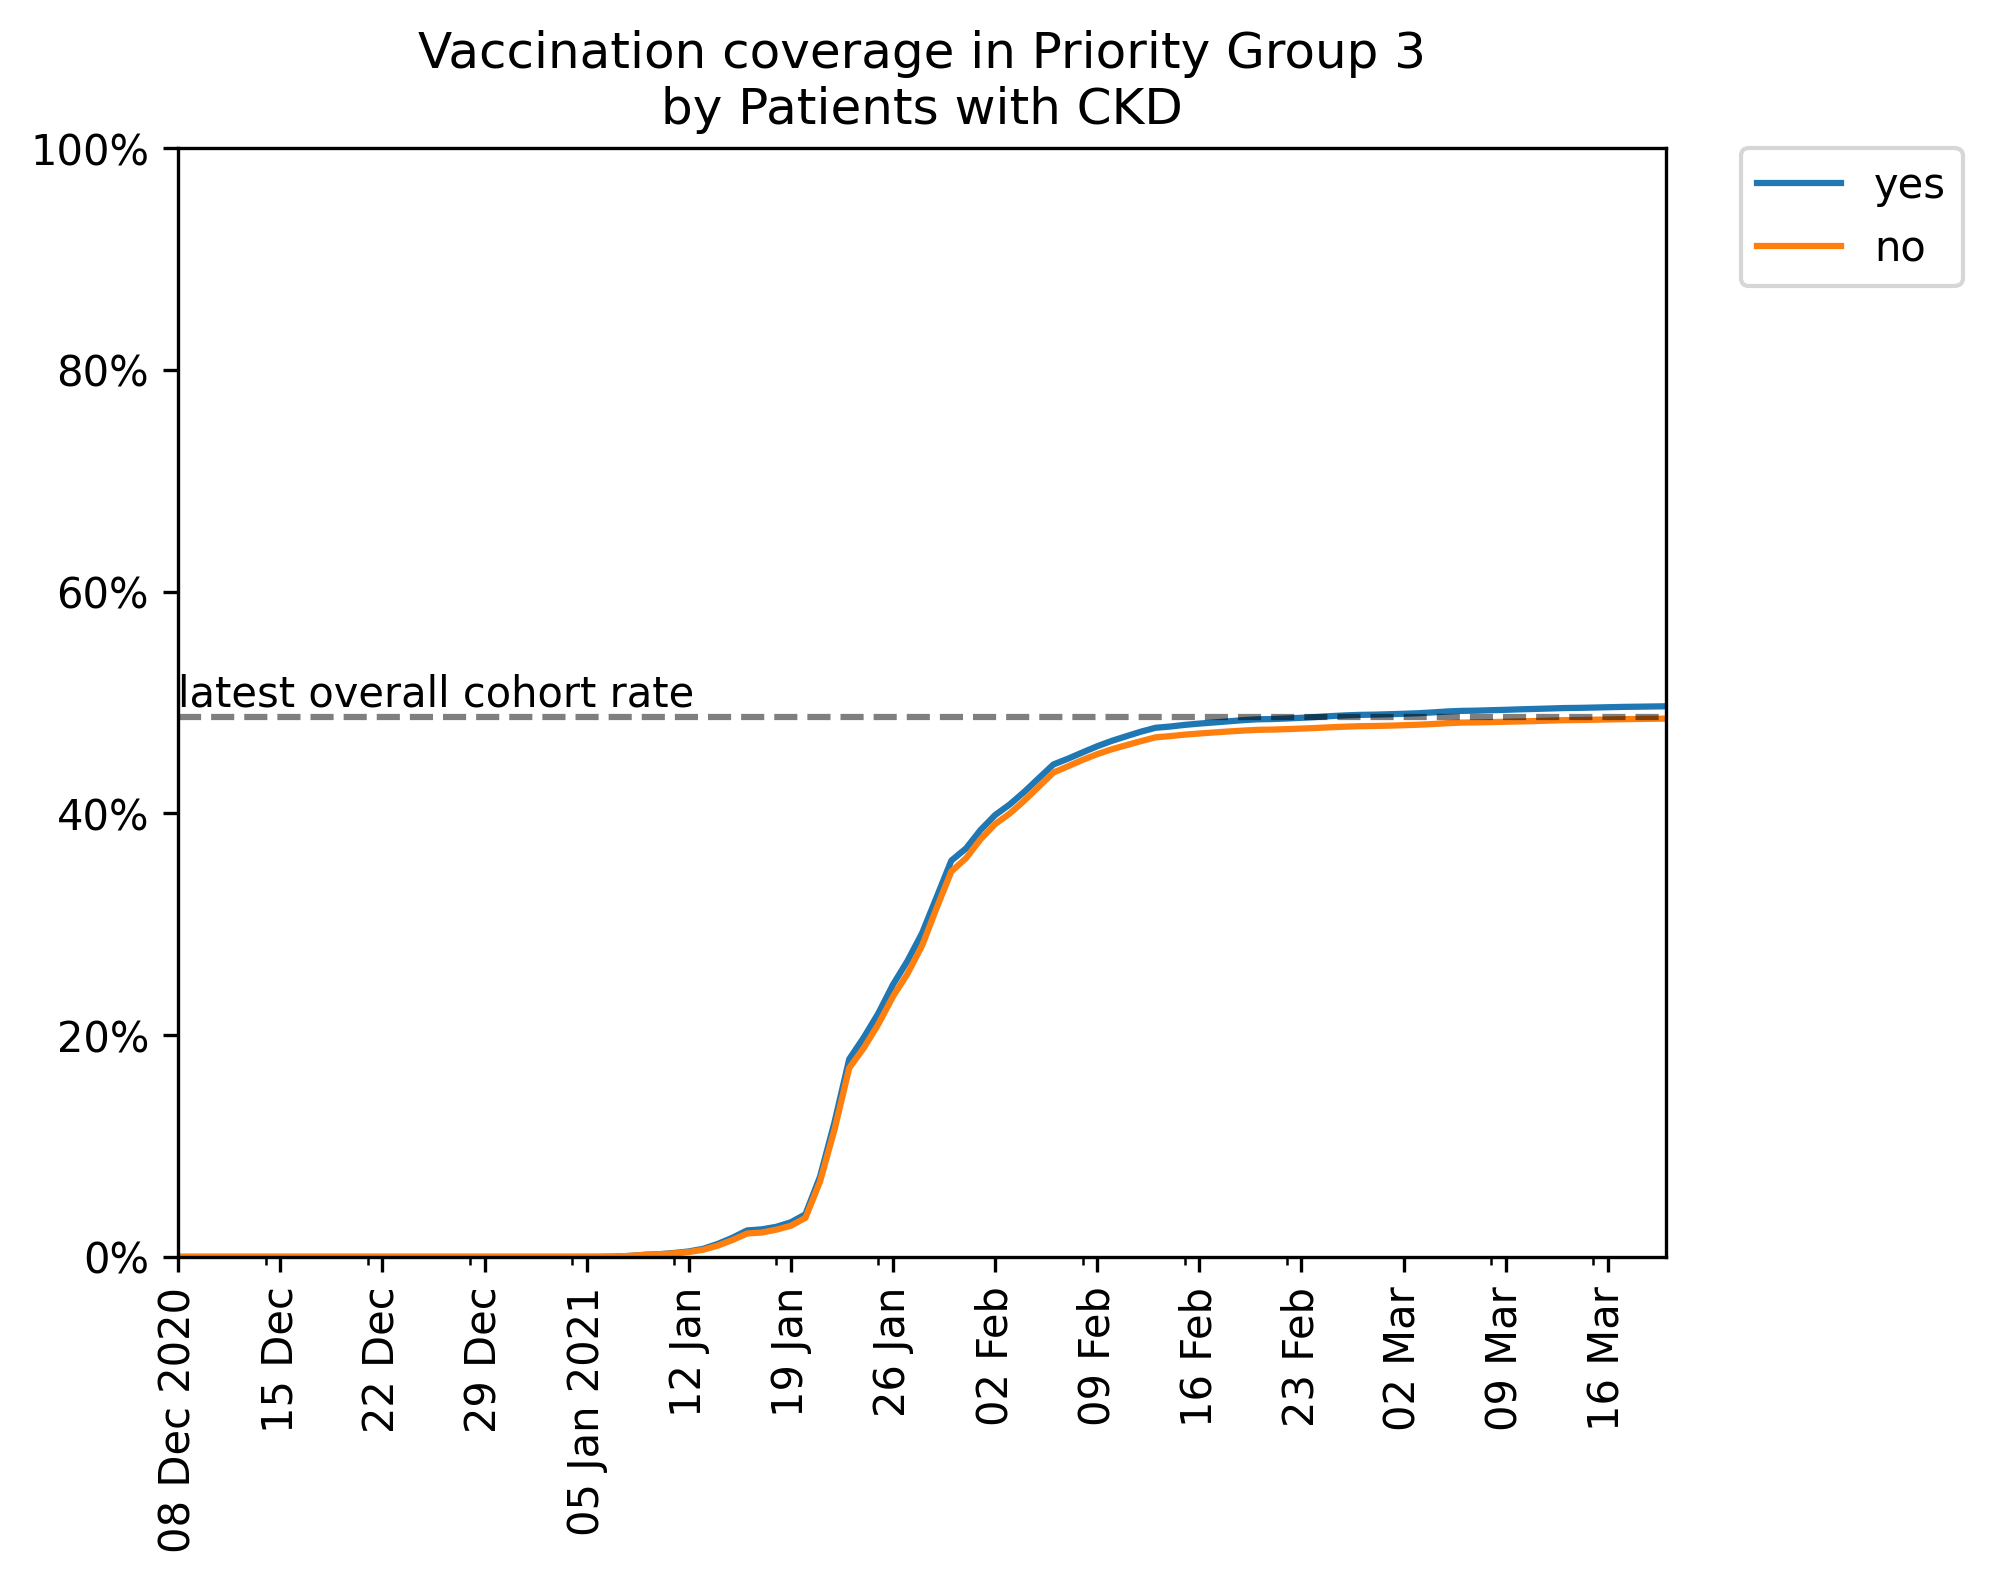 Vaccination coverage in Priority Group 3
by Patients with CKD
100%
80%
60%
40%
20%
0%
latest overall cohort rate
yes
no
08 Dec 2020
15 Dec
22 Dec
29 Dec
05 Jan 2021
12 Jan
19 Jan
26 Jan
02 Feb
09 Feb
16 Feb
23 Feb
02 Mar
09 Mar
16 Mar